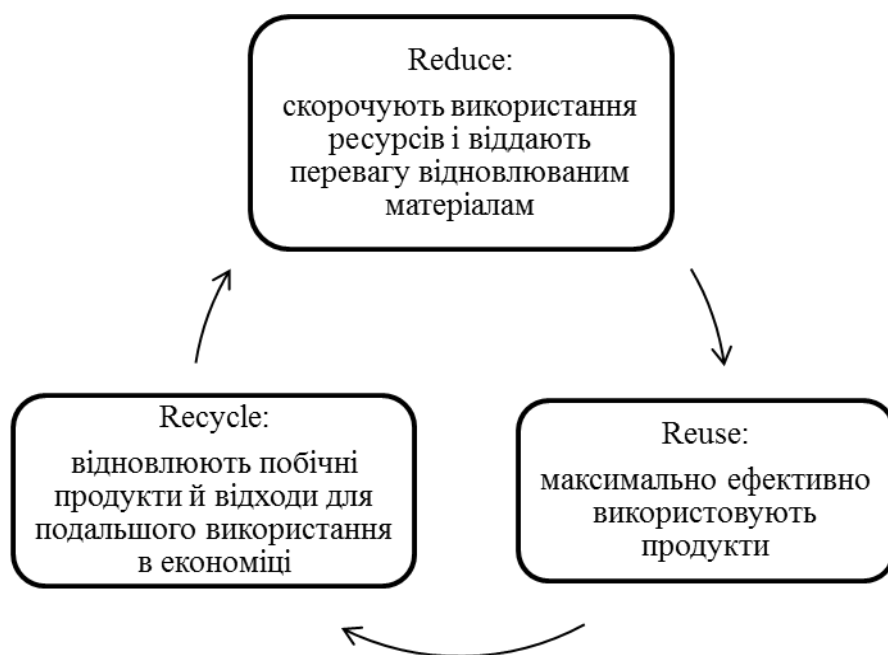 Reduce:
скорочують використання
ресурсів і віддають
перевагу відновлюваним
матеріалам
Recycle:
відновлюють побічні
продукти й відходи для
подальшого використання
в економіці
Reuse:
максимально ефективно
використовують
продукти